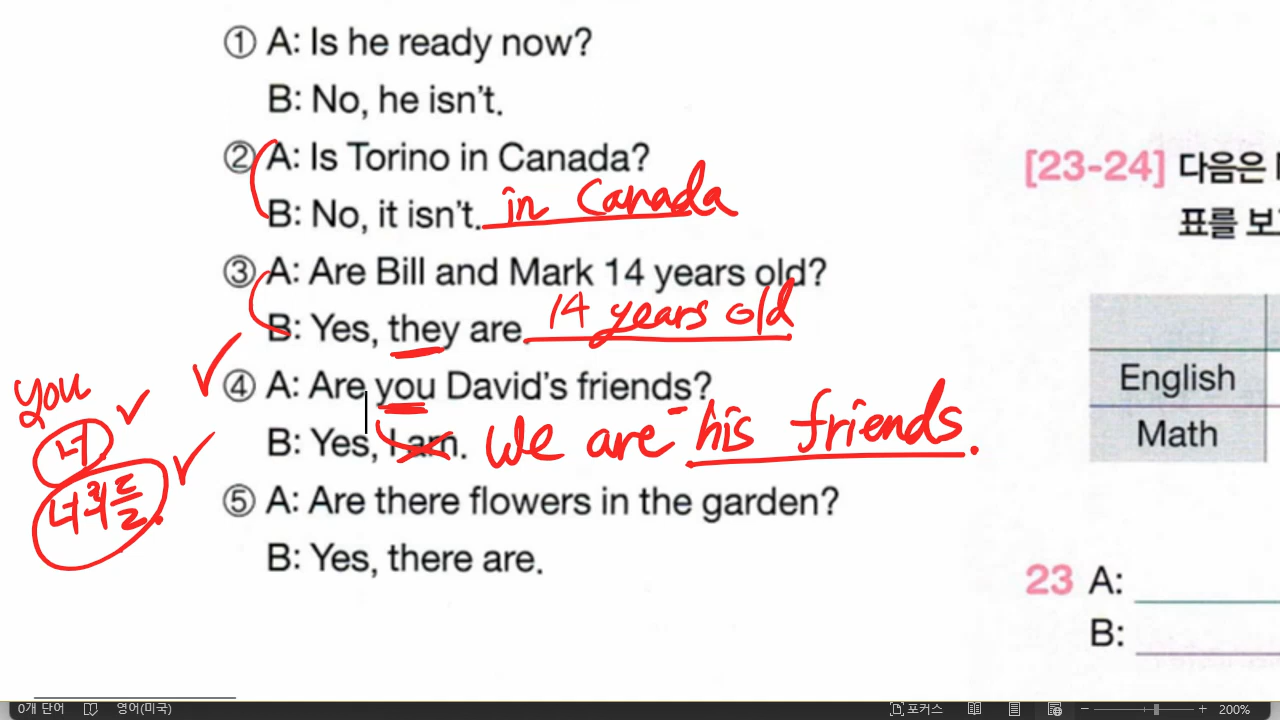 ① A: Is he ready now?
B: No, he isn't.
② A: Is Torino in Canada?
B: No, it isn't. in Canada
③ A: Are Bill and Mark 14 years old?
B: Yes, they are 14 years old
④ A: Are you David's friends?
B: Yes, I am. We are his friends.
⑤ A: Are there flowers in the garden?
B: Yes, there are.
you
너
너희들
[23-24] 다음은
표를 보
English
Math
23 A:
B:
0개 단어 영어(미국) 포커스 200%